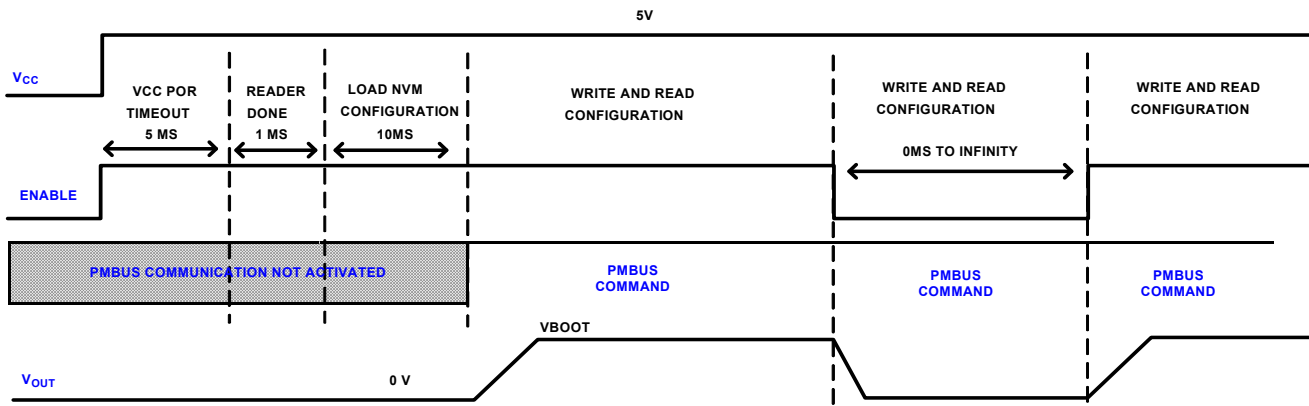 5V
VCC
VCC POR
TIMEOUT
5 MS
READER
DONE
1 MS
LOAD NVM
CONFIGURATION
10MS
WRITE AND READ
CONFIGURATION
WRITE AND READ
CONFIGURATION
0MS TO INFINITY
WRITE AND READ
CONFIGURATION
ENABLE
PMBUS COMMUNICATION NOT ACTIVATED
PMBUS
COMMAND
PMBUS
COMMAND
PMBUS
COMMAND
VBOOT
VOUT
0 V